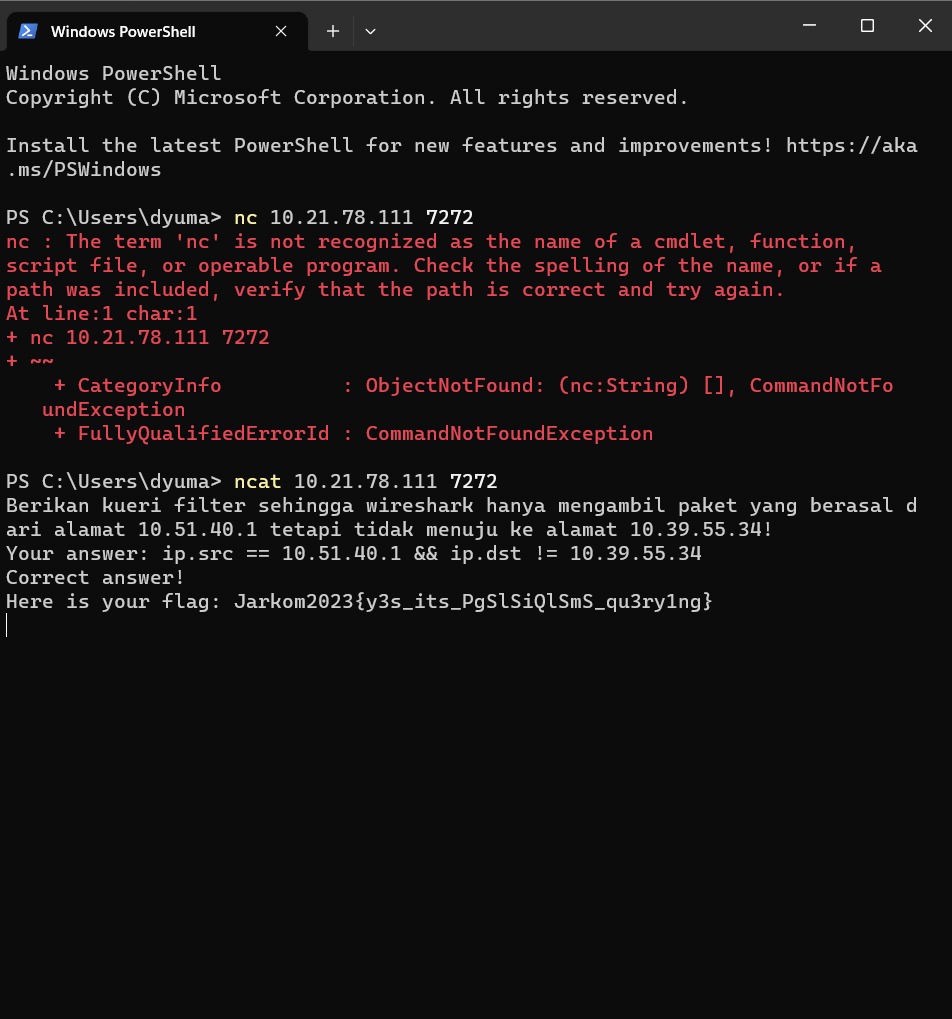 Windows PowerShell
Windows PowerShell
Copyright (C) Microsoft Corporation. All rights reserved.
Install the latest PowerShell for new features and improvements! https://aka
.ms/PSWindows
PS C:\Users\dyuma> nc 10.21.78.111 7272
nc : The term 'nc' is not recognized as the name of a cmdlet, function,
script file, or operable program. Check the spelling of the name, or if a
path was included, verify that the path is correct and try again.
At line:1 char:1
+ nc 10.21.78.111 7272
+ ~~
+ CategoryInfo          : ObjectNotFound: (nc:String) [], CommandNotFo
undException
+ FullyQualifiedErrorId : CommandNotFoundException
PS C:\Users\dyuma> ncat 10.21.78.111 7272
Berikan kueri filter sehingga wireshark hanya mengambil paket yang berasal d
ari alamat 10.51.40.1 tetapi tidak menuju ke alamat 10.39.55.34!
Your answer: ip.src == 10.51.40.1 && ip.dst != 10.39.55.34
Correct answer!
Here is your flag: Jarkom2023{y3s_its_PgSlSiQlSmS_qu3ry1ng}